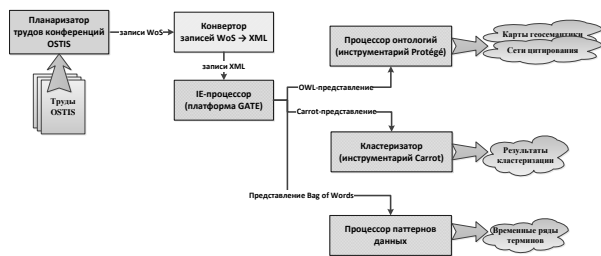 Планаризатор
трудов конференций
OSTIS
записи WoS
Конвертор
записей WoS → XML
записи XML
Труды
OSTIS
IE-процессор
(платформа GATE)
Процессор онтологий
(инструментарий Protégé)
Карты геосемантики
Сети цитирования
OWL-представление
Carrot-представление
Кластеризатор
(инструментарий Carrot)
Результаты
кластеризации
Представление Bag of Words
Процессор паттернов
данных
Временные ряды
терминов